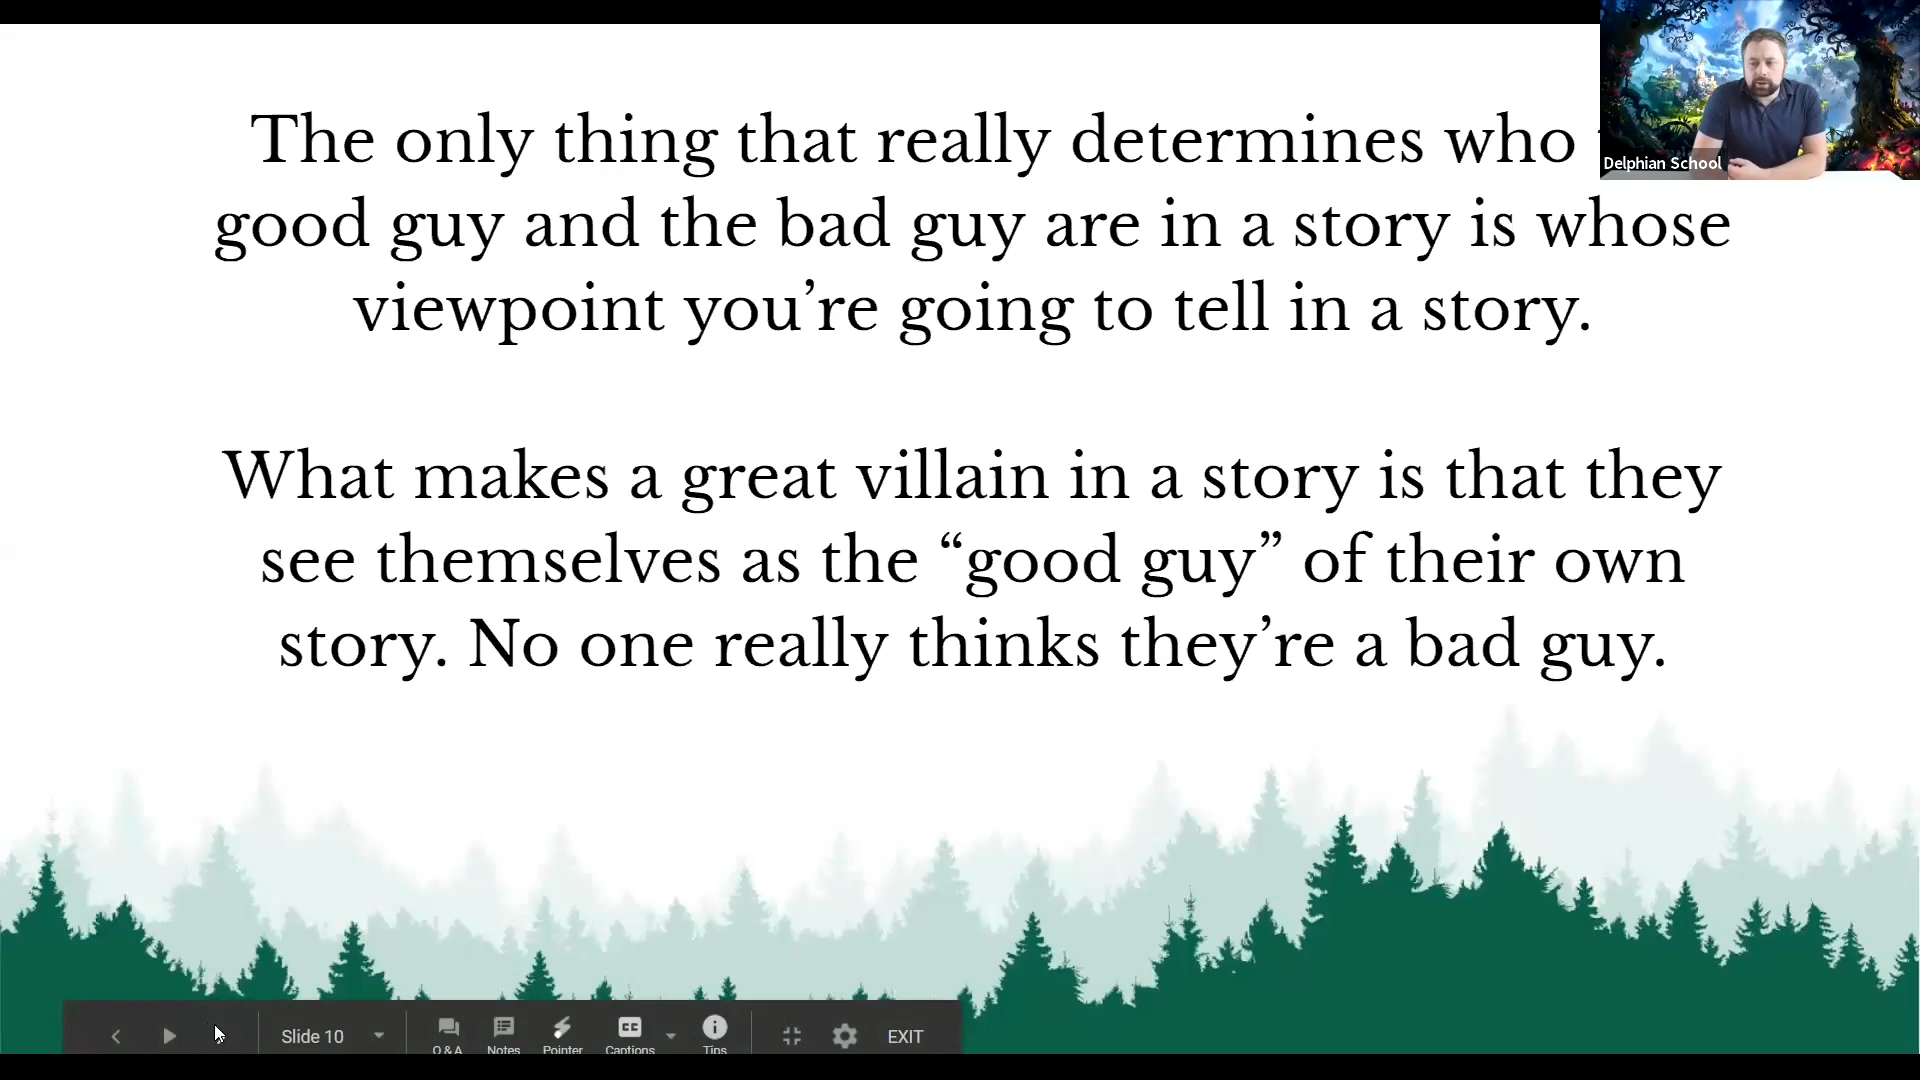 The only thing that really determines who
good guy and the bad guy are in a story is whose
viewpoint you’re going to tell in a story.
What makes a great villain in a story is that they
see themselves as the “good guy” of their own
story. No one really thinks they’re a bad guy.
Delphian School
Slide 10
Q & A
Notes
Pointer
CC
Captions
Tips
EXIT